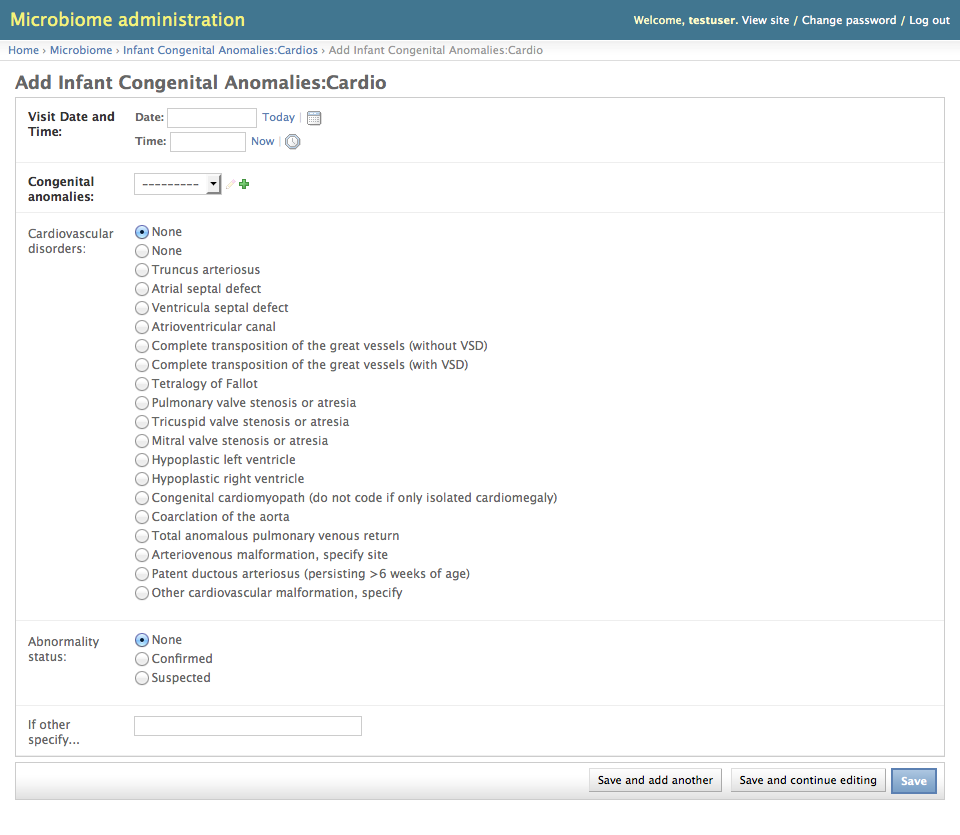 Microbiome administration
Welcome, testuser. View site / Change password / Log out
Home › Microbiome › Infant Congenital Anomalies:Cardios › Add Infant Congenital Anomalies:Cardio
Add Infant Congenital Anomalies:Cardio
Visit Date and Time:
Date: Today |
Time: Now |
Congenital anomalies:
---------
Cardiovascular disorders:
None
None
Truncus arteriosus
Atrial septal defect
Ventricula septal defect
Atrioventricular canal
Complete transposition of the great vessels (without VSD)
Complete transposition of the great vessels (with VSD)
Tetralogy of Fallot
Pulmonary valve stenosis or atresia
Tricuspid valve stenosis or atresia
Mitral valve stenosis or atresia
Hypoplastic left ventricle
Hypoplastic right ventricle
Congenital cardiomyopath (do not code if only isolated cardiomegaly)
Coarclation of the aorta
Total anomalous pulmonary venous return
Arteriovenous malformation, specify site
Patent ductous arteriosus (persisting >6 weeks of age)
Other cardiovascular malformation, specify
Abnormality status:
None
Confirmed
Suspected
If other specify...
Save and add another
Save and continue editing
Save